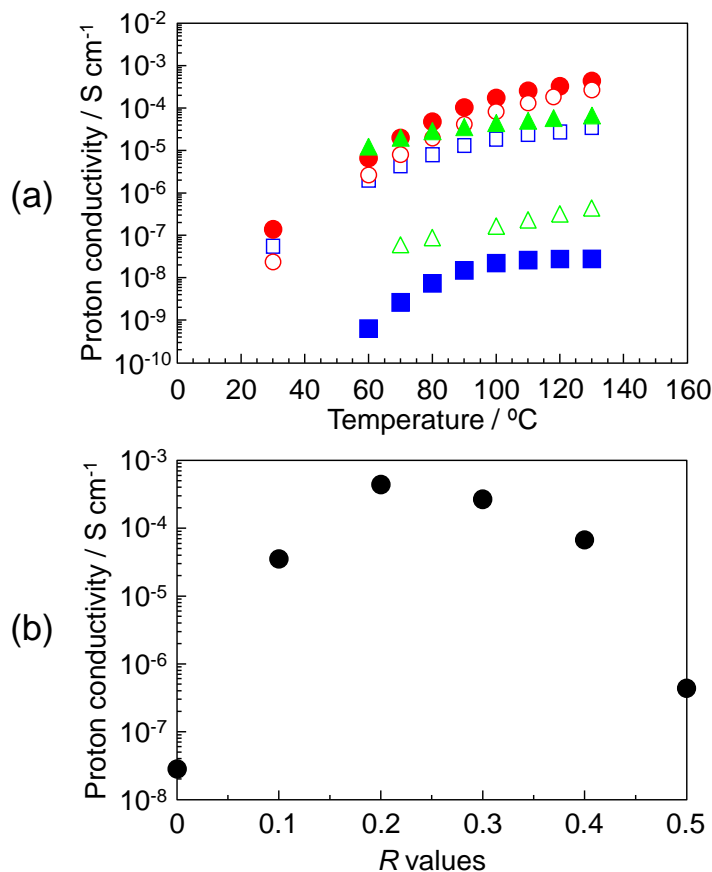 (a)
Proton conductivity / S cm⁻¹
10⁻²
10⁻³
10⁻⁴
10⁻⁵
10⁻⁶
10⁻⁷
10⁻⁸
10⁻⁹
10⁻¹⁰
0 20 40 60 80 100 120 140 160
Temperature / ºC
(b)
Proton conductivity / S cm⁻¹
10⁻³
10⁻⁴
10⁻⁵
10⁻⁶
10⁻⁷
10⁻⁸
0 0.1 0.2 0.3 0.4 0.5
R values